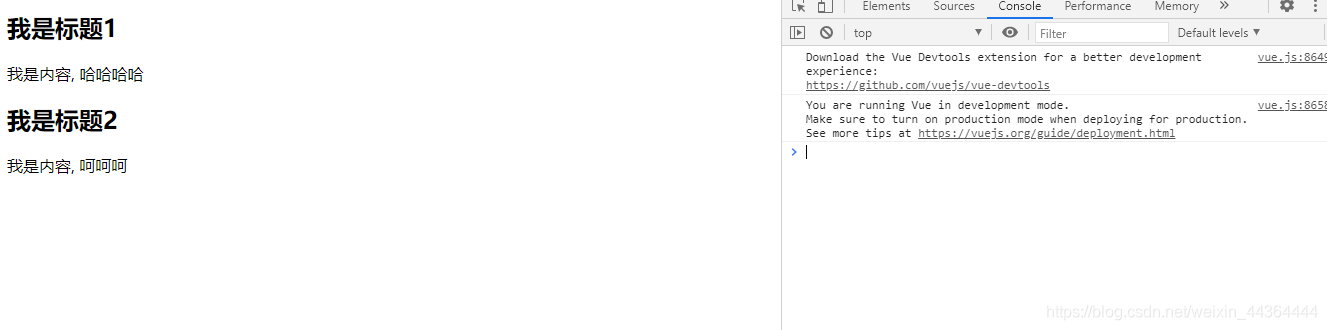 我是标题1
我是内容, 哈哈哈哈
我是标题2
我是内容, 呵呵呵
Elements Sources Console Performance Memory »
top ▼ Filter Default levels ▼
Download the Vue Devtools extension for a better development vue.js:8649
experience:
https://github.com/vuejs/vue-devtools
You are running Vue in development mode. vue.js:8658
Make sure to turn on production mode when deploying for production.
See more tips at https://vuejs.org/guide/deployment.html
>
https://blog.csdn.net/weixin_44364444